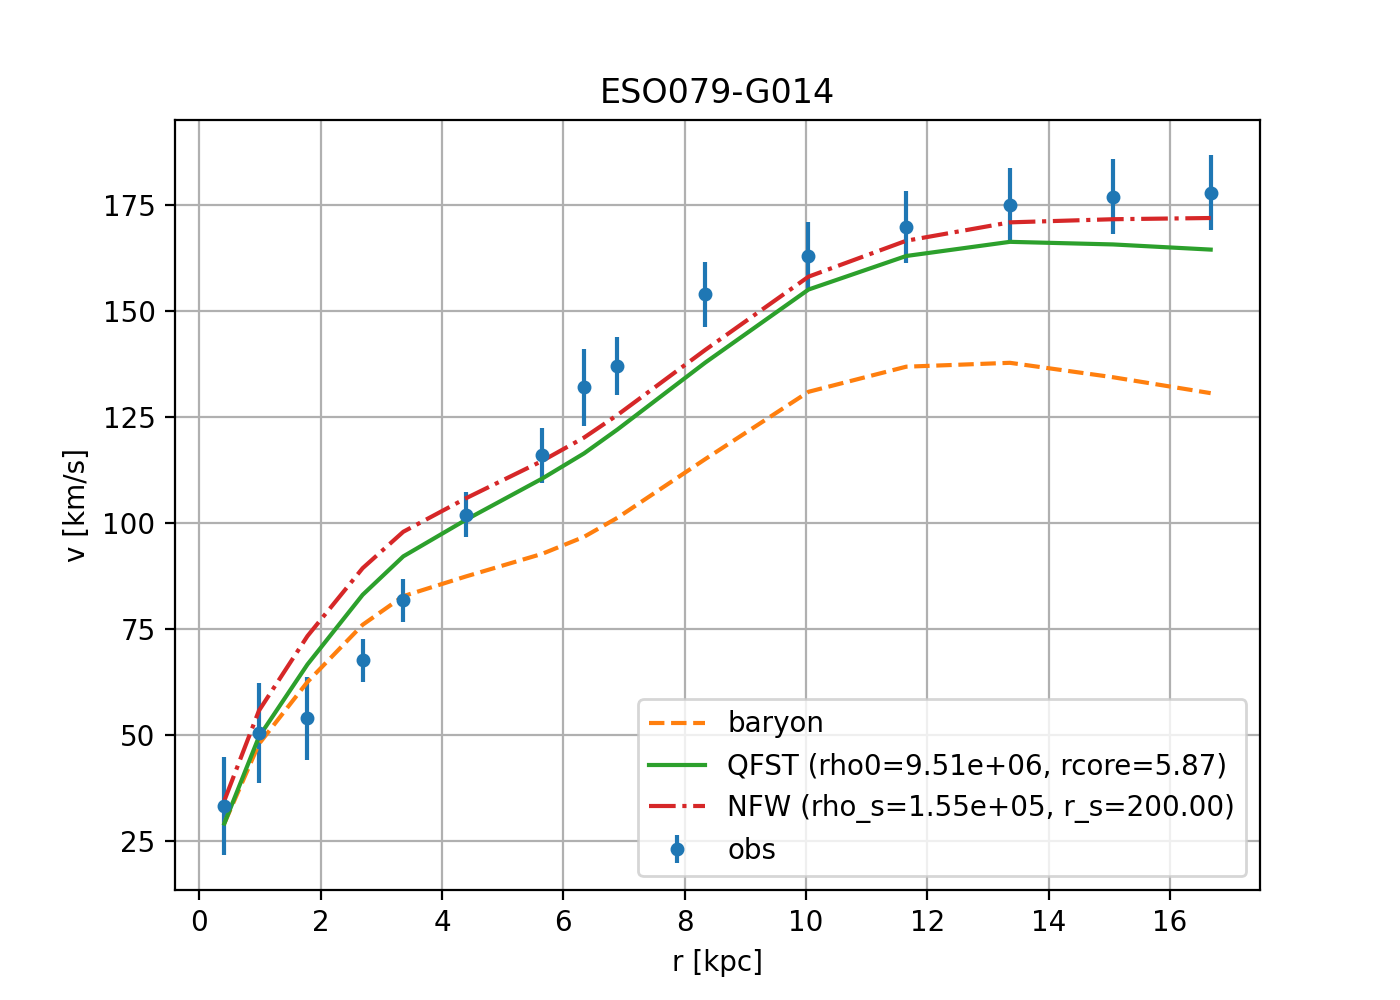 ESO079-G014
v [km/s]
175
150
125
100
75
50
25
baryon
QFST (rho0=9.51e+06, rcore=5.87)
NFW (rho_s=1.55e+05, r_s=200.00)
obs
0 2 4 6 8 10 12 14 16
r [kpc]